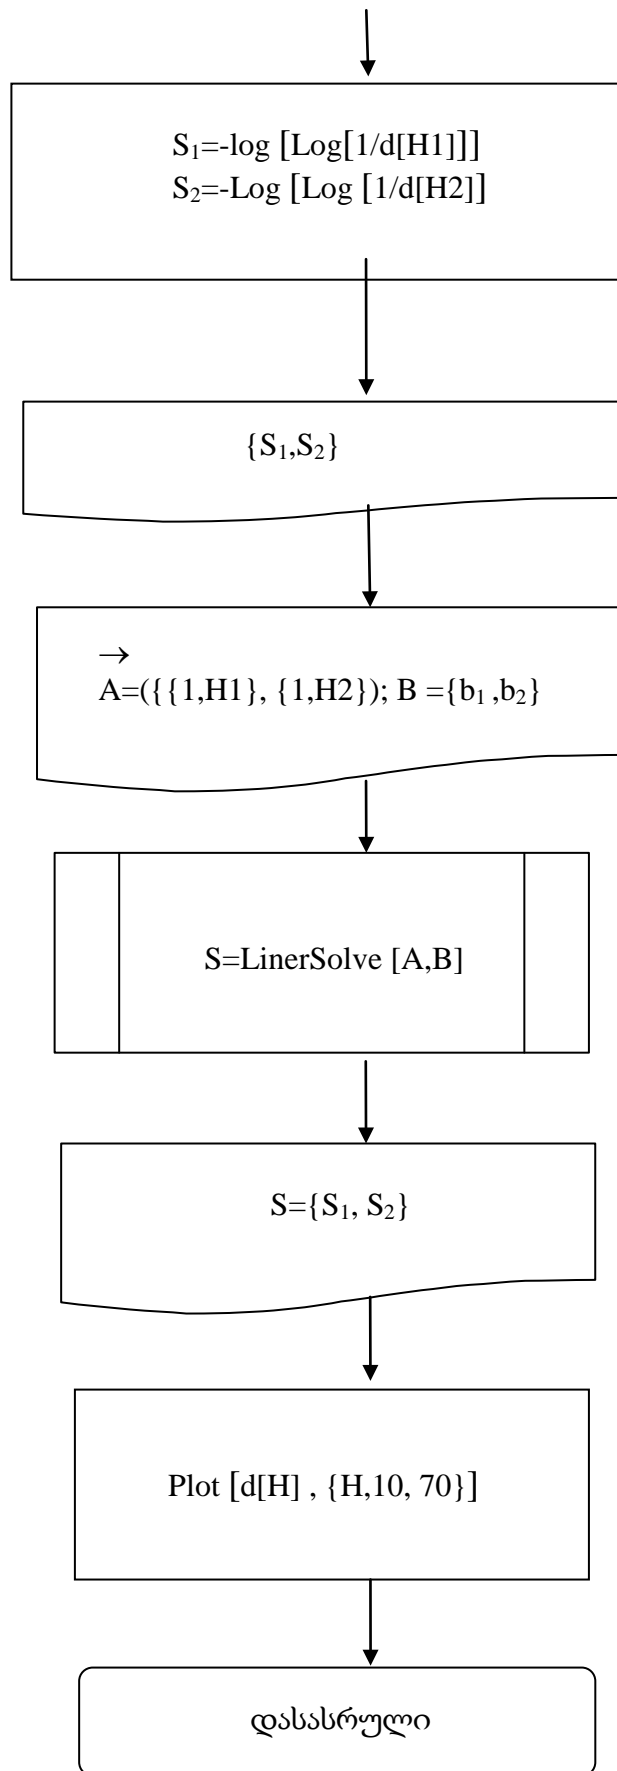 S₁=-log [Log[1/d[H1]]]
S₂=-Log [Log [1/d[H2]]
{S₁,S₂}
→
A=({{1,H1}, {1,H2}); B ={b₁ ,b₂}
S=LinerSolve [A,B]
S={S₁, S₂}
Plot [d[H] , {H,10, 70}]
დასასრული